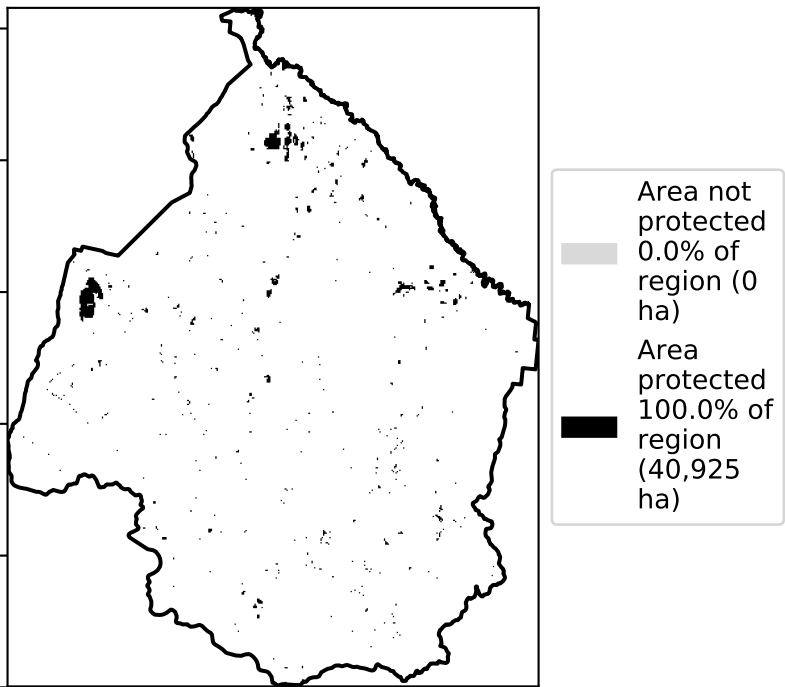 Area not
protected
0.0% of
region (0
ha)
Area
protected
100.0% of
region
(40,925
ha)